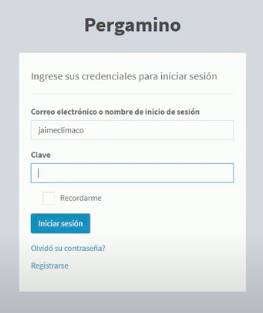 Pergamino
Ingrese sus credenciales para iniciar sesión
Correo electrónico o nombre de inicio de sesión
jaimeclimaco
Clave
Recordarme
Iniciar sesión
Olvidó su contraseña?
Registrarse